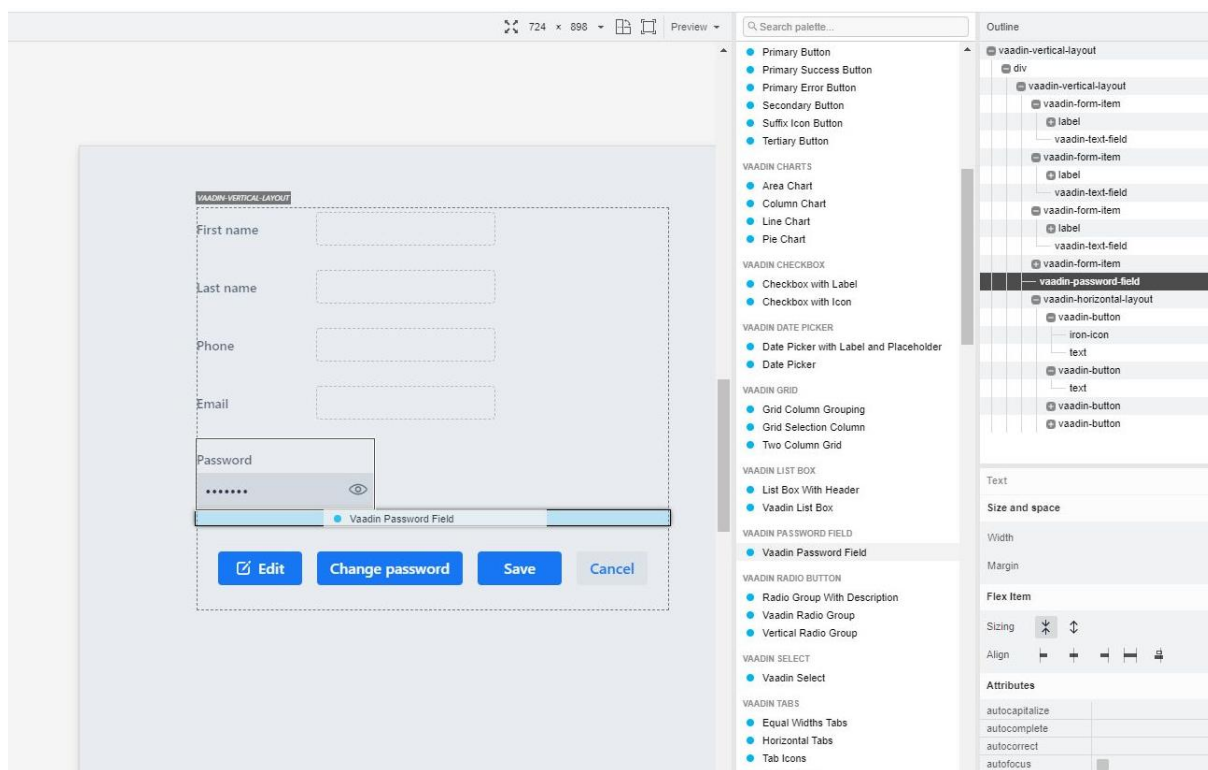 724 × 898
Preview
VAADIN-VERTICAL-LAYOUT
First name
Last name
Phone
Email
Password
Vaadin Password Field
Edit
Change password
Save
Cancel
Search palette...
Primary Button
Primary Success Button
Primary Error Button
Secondary Button
Suffix Icon Button
Tertiary Button
VAADIN CHARTS
Area Chart
Column Chart
Line Chart
Pie Chart
VAADIN CHECKBOX
Checkbox with Label
Checkbox with Icon
VAADIN DATE PICKER
Date Picker with Label and Placeholder
Date Picker
VAADIN GRID
Grid Column Grouping
Grid Selection Column
Two Column Grid
VAADIN LIST BOX
List Box With Header
Vaadin List Box
VAADIN PASSWORD FIELD
Vaadin Password Field
VAADIN RADIO BUTTON
Radio Group With Description
Vaadin Radio Group
Vertical Radio Group
VAADIN SELECT
Vaadin Select
VAADIN TABS
Equal Widths Tabs
Horizontal Tabs
Tab Icons
Outline
vaadin-vertical-layout
div
vaadin-vertical-layout
vaadin-form-item
label
vaadin-text-field
vaadin-form-item
label
vaadin-text-field
vaadin-form-item
label
vaadin-text-field
vaadin-form-item
vaadin-password-field
vaadin-horizontal-layout
vaadin-button
iron-icon
text
vaadin-button
text
vaadin-button
vaadin-button
Text
Size and space
Width
Margin
Flex Item
Sizing
Align
Attributes
autocapitalize
autocomplete
autocorrect
autofocus